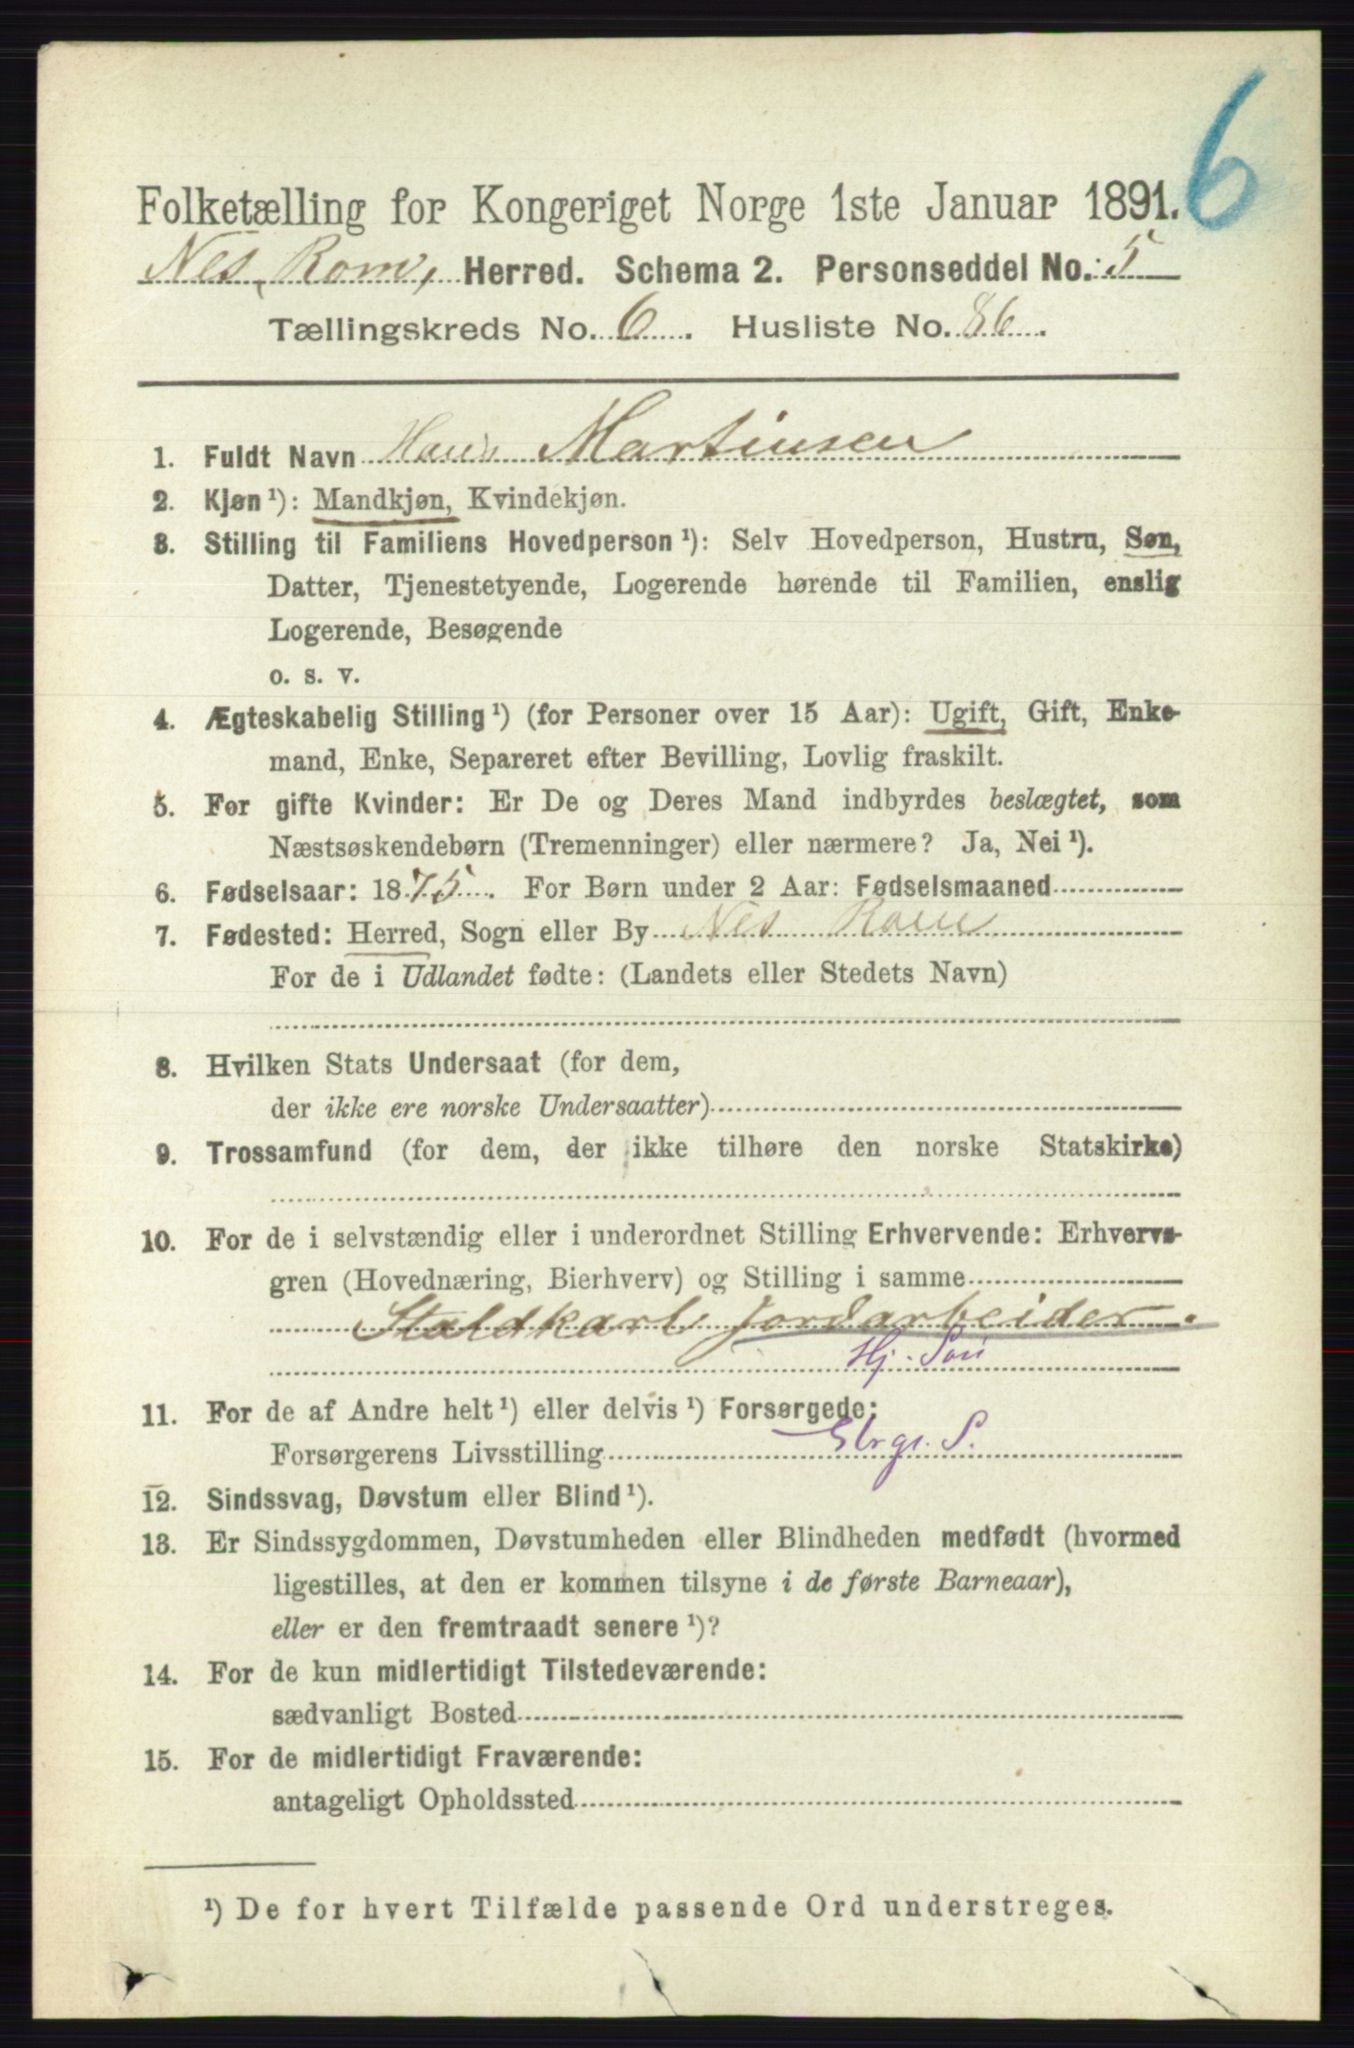 6
Folketælling for Kongeriget Norge 1ste Januar 1891.
Nes, Rom, Herred. Schema 2. Personseddel No. 5
Tællingskreds No. 6. Husliste No. 86.
1. Fuldt Navn Hans Martinsen
2. Kjøn ¹): Mandkjøn, Kvindekjøn.
3. Stilling til Familiens Hovedperson ¹): Selv Hovedperson, Hustru, Søn,
Datter, Tjenestetyende, Logerende hørende til Familien, enslig
Logerende, Besøgende
o. s. v.
4. Ægteskabelig Stilling ¹) (for Personer over 15 Aar): Ugift, Gift, Enke-
mand, Enke, Separeret efter Bevilling, Lovlig fraskilt.
5. For gifte Kvinder: Er De og Deres Mand indbyrdes beslægtet, som
Næstsøskendebørn (Tremenninger) eller nærmere? Ja, Nei ¹).
6. Fødselsaar: 1875. For Børn under 2 Aar: Fødselsmaaned
7. Fødested: Herred, Sogn eller By Nes Rom
For de i Udlandet fødte: (Landets eller Stedets Navn)
8. Hvilken Stats Undersaat (for dem,
der ikke ere norske Undersaatter)
9. Trossamfund (for dem, der ikke tilhøre den norske Statskirke)
10. For de i selvstændig eller i underordnet Stilling Erhvervende: Erhvervs-
gren (Hovednæring, Bierhverv) og Stilling i samme
Staldkarl Jordarbeider.
Hj. Søn
11. For de af Andre helt ¹) eller delvis ¹) Forsørgede:
Forsørgerens Livsstilling S.
12. Sindssvag, Døvstum eller Blind ¹).
13. Er Sindssygdommen, Døvstumheden eller Blindheden medfødt (hvormed
ligestilles, at den er kommen tilsyne i de første Barneaar),
eller er den fremtraadt senere ¹)?
14. For de kun midlertidigt Tilstedeværende:
sædvanligt Bosted
15. For de midlertidigt Fraværende:
antageligt Opholdssted
¹) De for hvert Tilfælde passende Ord understreges.